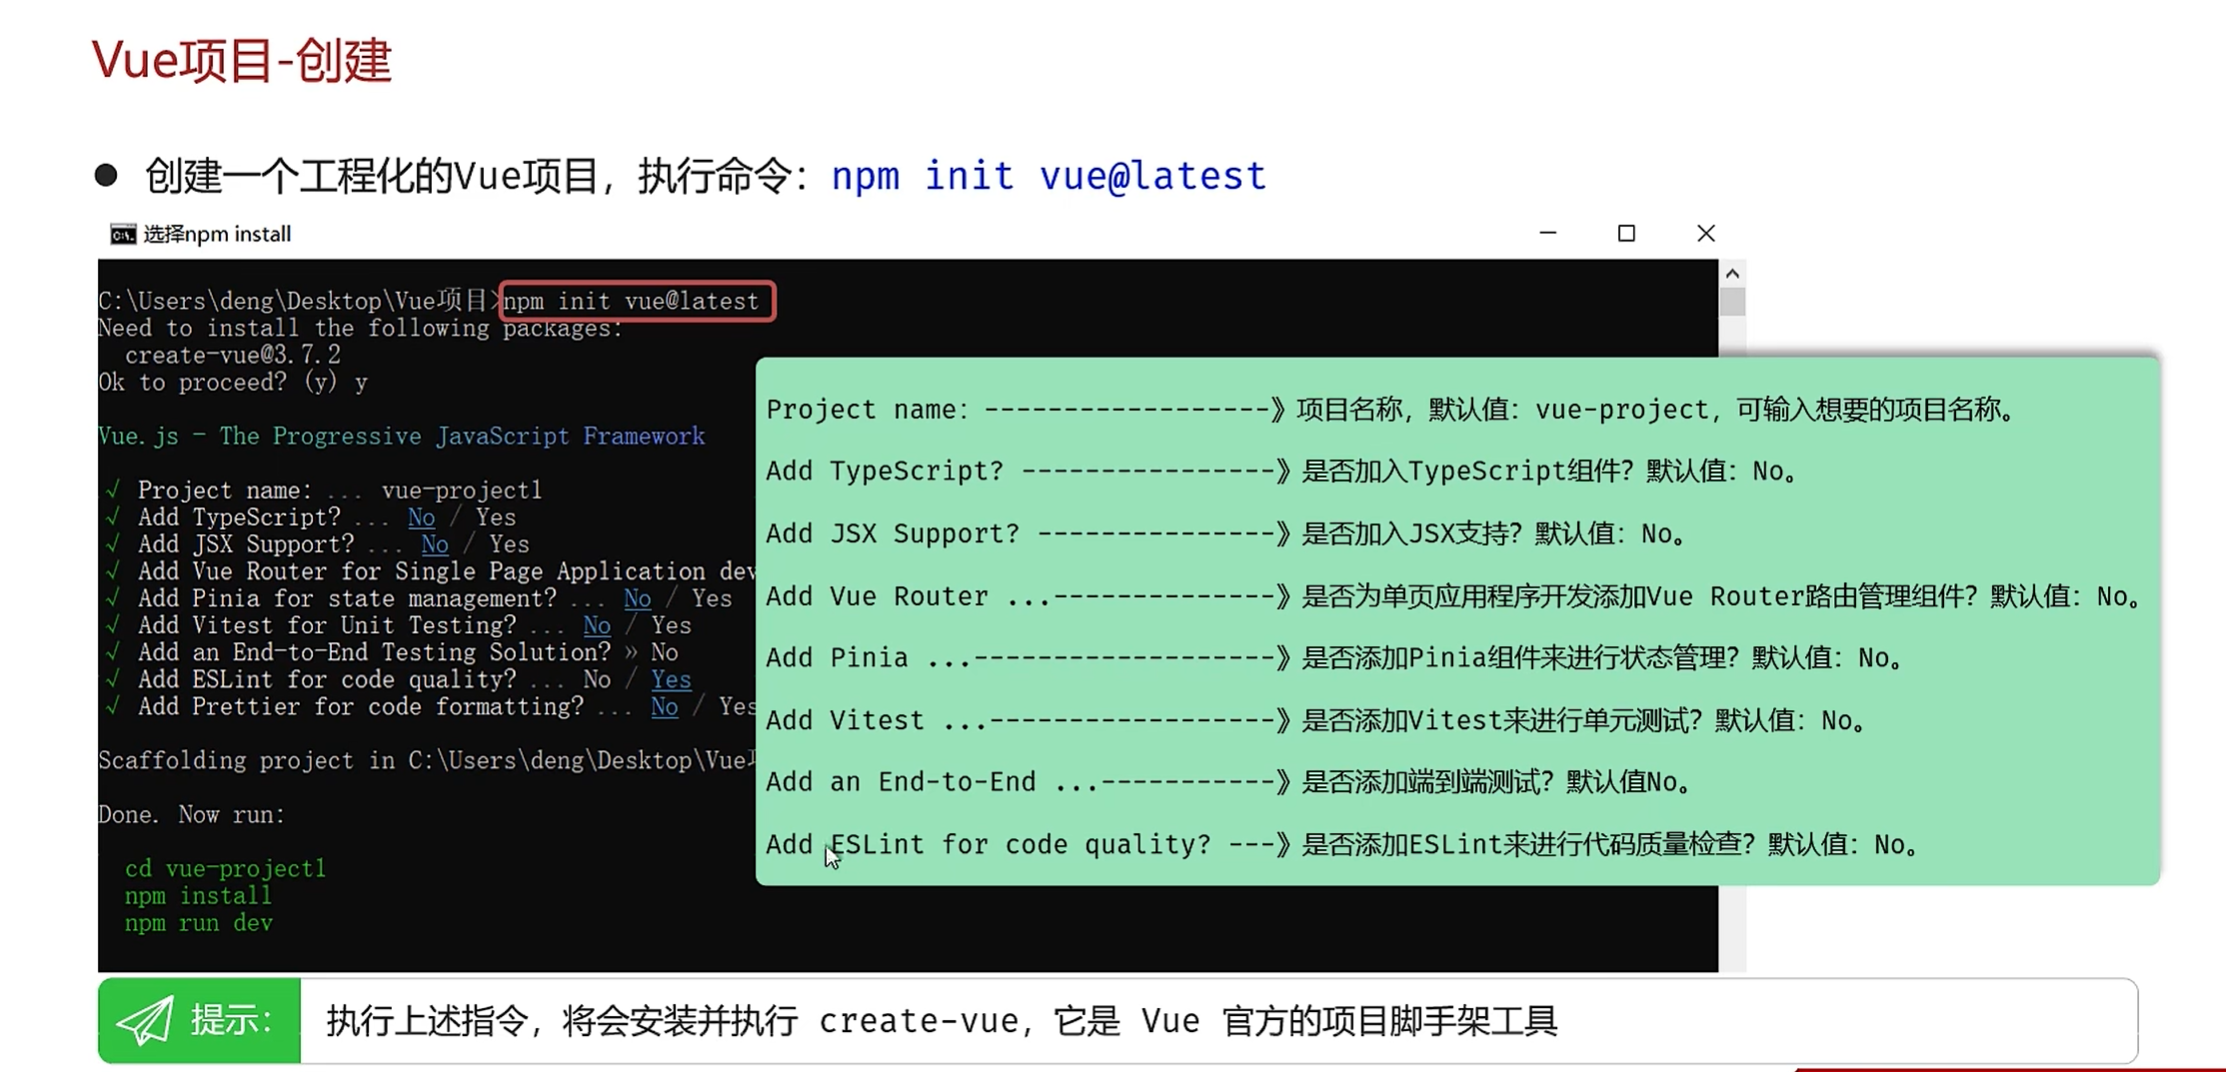 Vue项目-创建
● 创建一个工程化的Vue项目，执行命令：npm init vue@latest
选择npm install
C:\Users\deng\Desktop\Vue项目>npm init vue@latest
Need to install the following packages:
create-vue@3.7.2
Ok to proceed? (y) y
Vue.js - The Progressive JavaScript Framework
√ Project name: ... vue-project1
√ Add TypeScript? ... No / Yes
√ Add JSX Support? ... No / Yes
√ Add Vue Router for Single Page Application dev
√ Add Pinia for state management? ... No / Yes
√ Add Vitest for Unit Testing? ... No / Yes
√ Add an End-to-End Testing Solution? » No
√ Add ESLint for code quality? ... No / Yes
√ Add Prettier for code formatting? ... No / Yes
Scaffolding project in C:\Users\deng\Desktop\Vue
Done. Now run:
cd vue-project1
npm install
npm run dev
Project name：------------------》项目名称，默认值：vue-project，可输入想要的项目名称。
Add TypeScript? ----------------》是否加入TypeScript组件？默认值：No。
Add JSX Support? ---------------》是否加入JSX支持？默认值：No。
Add Vue Router ...--------------》是否为单页应用程序开发添加Vue Router路由管理组件？默认值：No。
Add Pinia ...-------------------》是否添加Pinia组件来进行状态管理？默认值：No。
Add Vitest ...------------------》是否添加Vitest来进行单元测试？默认值：No。
Add an End-to-End ...-----------》是否添加端到端测试？默认值No。
Add ESLint for code quality? ---》是否添加ESLint来进行代码质量检查？默认值：No。
提示：
执行上述指令，将会安装并执行 create-vue，它是 Vue 官方的项目脚手架工具